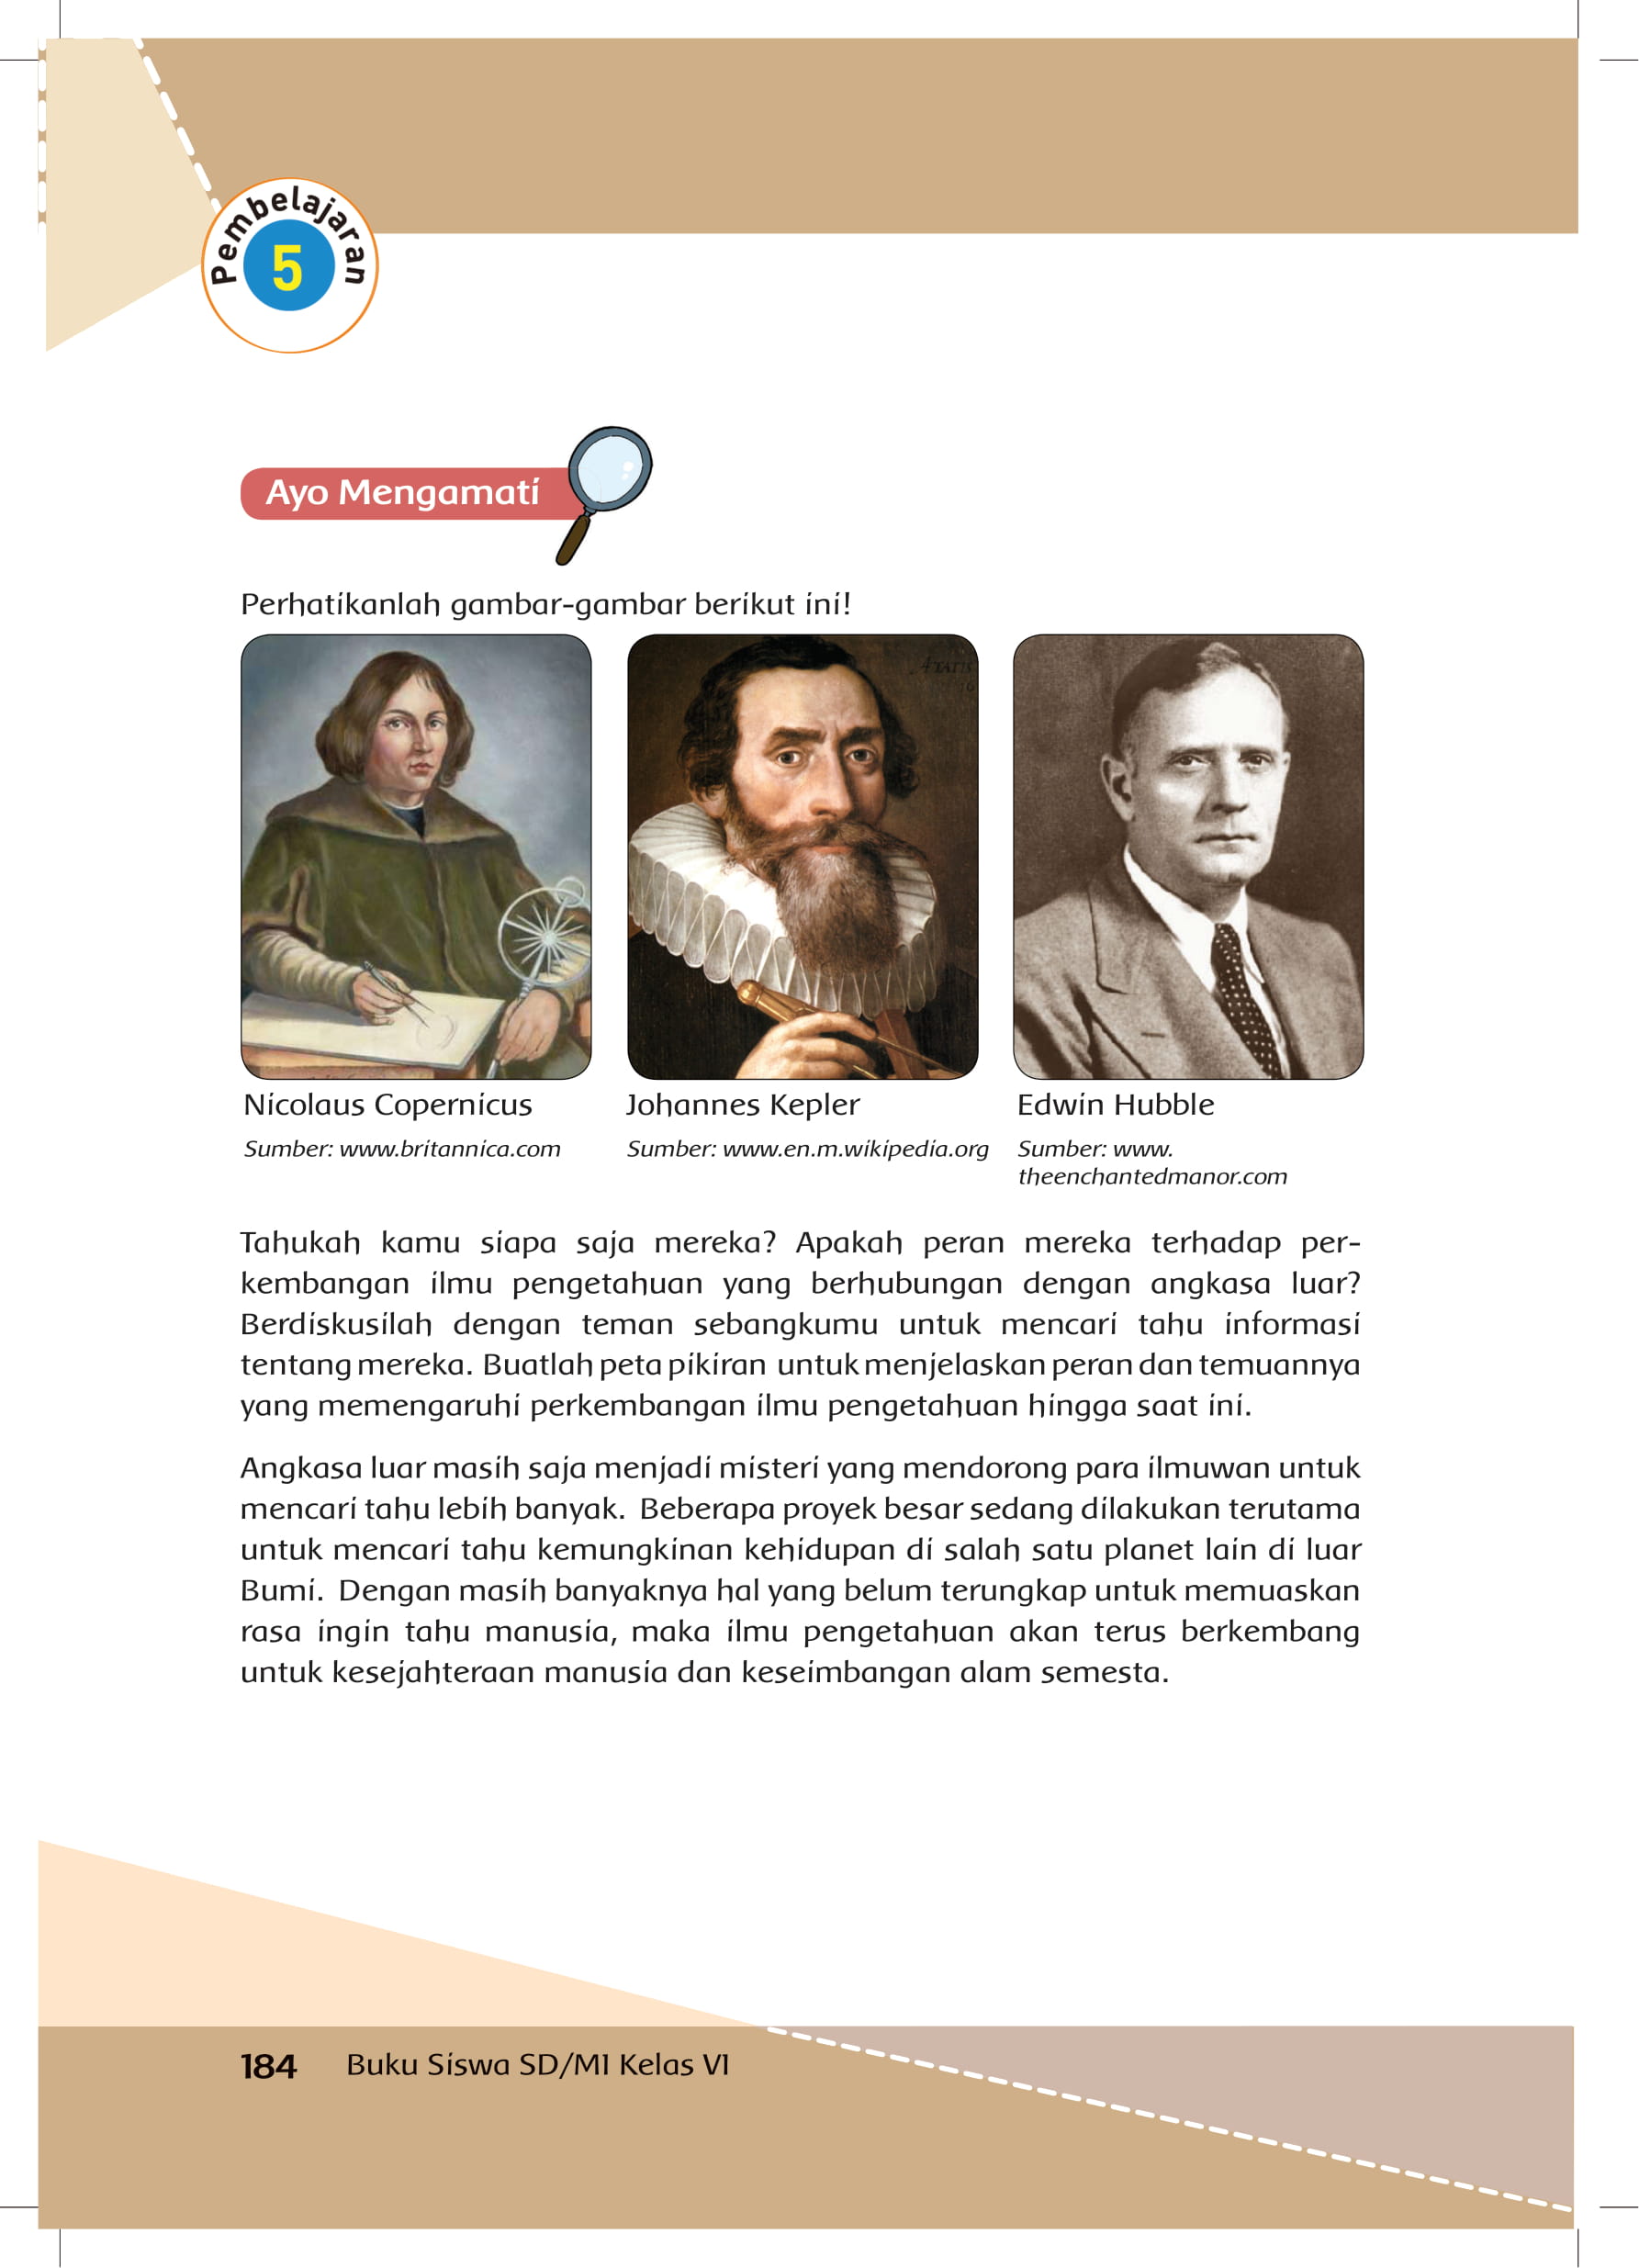 Pembelajaran
5
Ayo Mengamati
Perhatikanlah gambar-gambar berikut ini!
Nicolaus Copernicus
Sumber: www.britannica.com
Johannes Kepler
Sumber: www.en.m.wikipedia.org
Edwin Hubble
Sumber: www.
theenchantedmanor.com
Tahukah kamu siapa saja mereka? Apakah peran mereka terhadap per-
kembangan ilmu pengetahuan yang berhubungan dengan angkasa luar?
Berdiskusilah dengan teman sebangkumu untuk mencari tahu informasi
tentang mereka. Buatlah peta pikiran untuk menjelaskan peran dan temuannya
yang memengaruhi perkembangan ilmu pengetahuan hingga saat ini.
Angkasa luar masih saja menjadi misteri yang mendorong para ilmuwan untuk
mencari tahu lebih banyak. Beberapa proyek besar sedang dilakukan terutama
untuk mencari tahu kemungkinan kehidupan di salah satu planet lain di luar
Bumi. Dengan masih banyaknya hal yang belum terungkap untuk memuaskan
rasa ingin tahu manusia, maka ilmu pengetahuan akan terus berkembang
untuk kesejahteraan manusia dan keseimbangan alam semesta.
184 Buku Siswa SD/MI Kelas VI